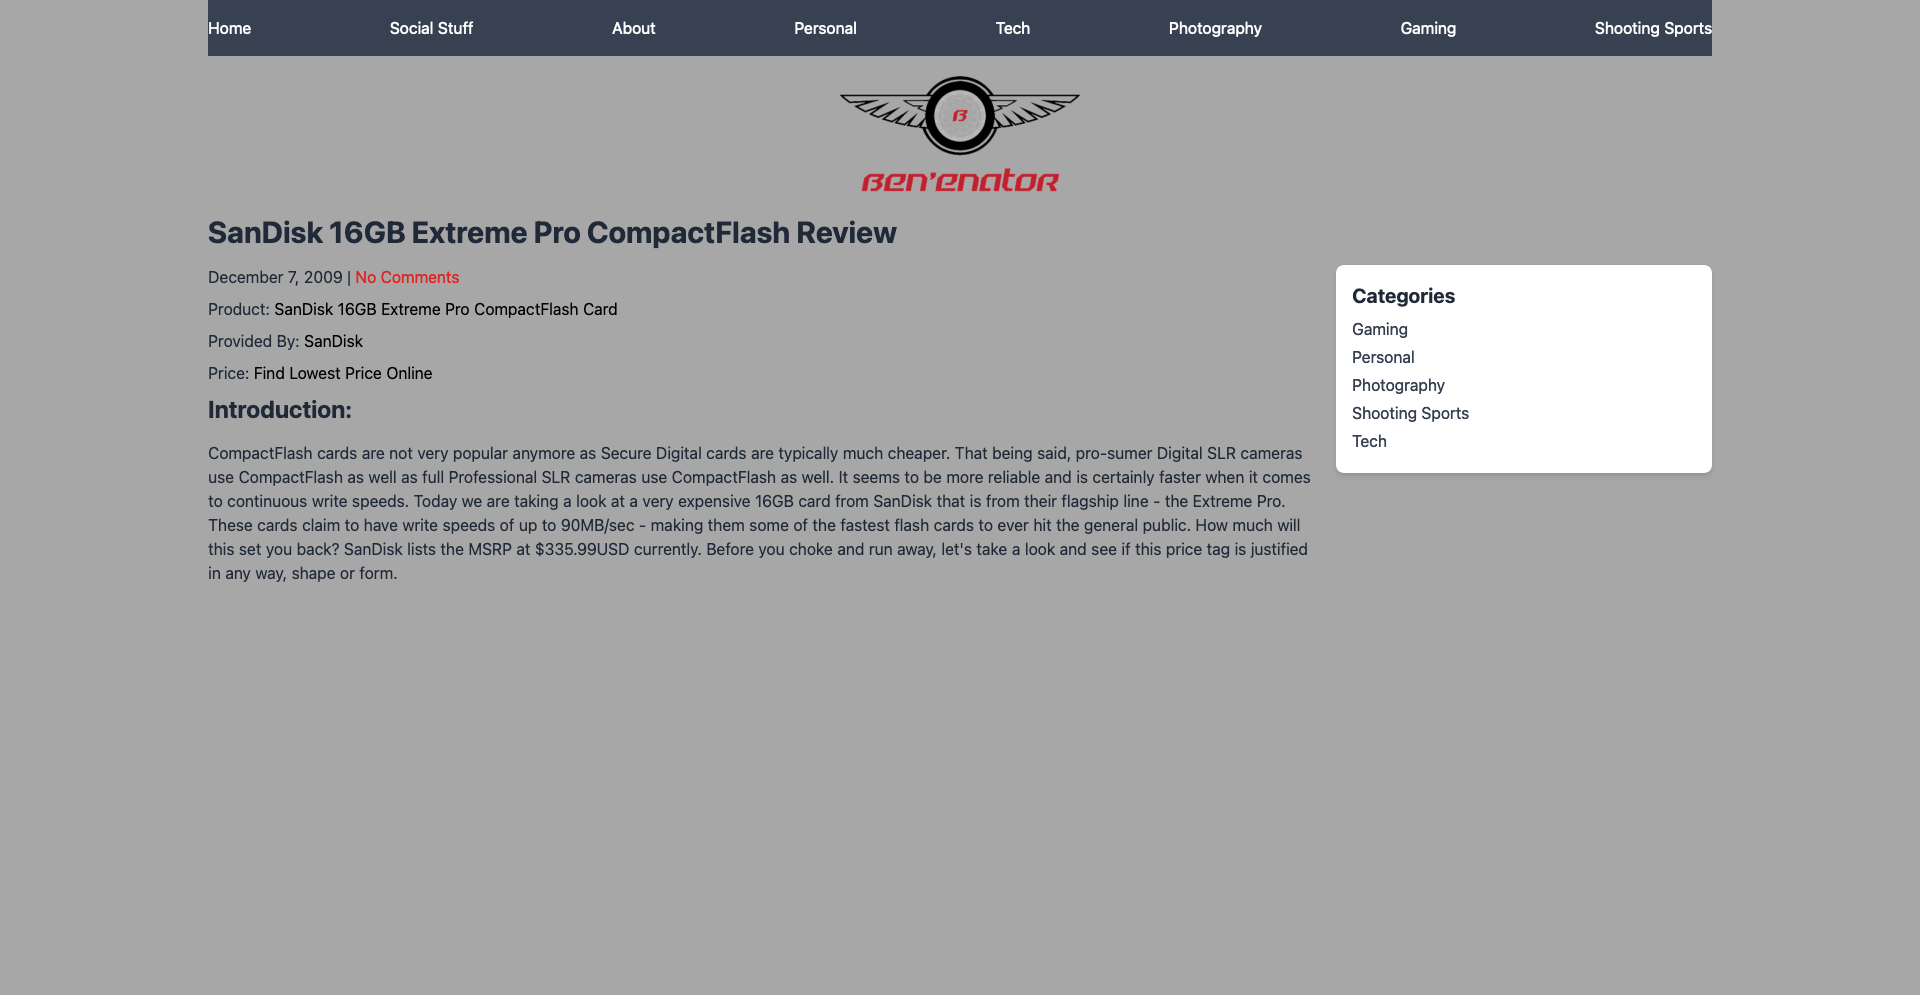 Home Social Stuff About Personal Tech Photography Gaming Shooting Sports
B
Ben'enator
SanDisk 16GB Extreme Pro CompactFlash Review
December 7, 2009 | No Comments
Product: SanDisk 16GB Extreme Pro CompactFlash Card
Provided By: SanDisk
Price: Find Lowest Price Online
Introduction:
CompactFlash cards are not very popular anymore as Secure Digital cards are typically much cheaper. That being said, pro-sumer Digital SLR cameras
use CompactFlash as well as full Professional SLR cameras use CompactFlash as well. It seems to be more reliable and is certainly faster when it comes
to continuous write speeds. Today we are taking a look at a very expensive 16GB card from SanDisk that is from their flagship line - the Extreme Pro.
These cards claim to have write speeds of up to 90MB/sec - making them some of the fastest flash cards to ever hit the general public. How much will
this set you back? SanDisk lists the MSRP at $335.99USD currently. Before you choke and run away, let's take a look and see if this price tag is justified
in any way, shape or form.
Categories
Gaming
Personal
Photography
Shooting Sports
Tech